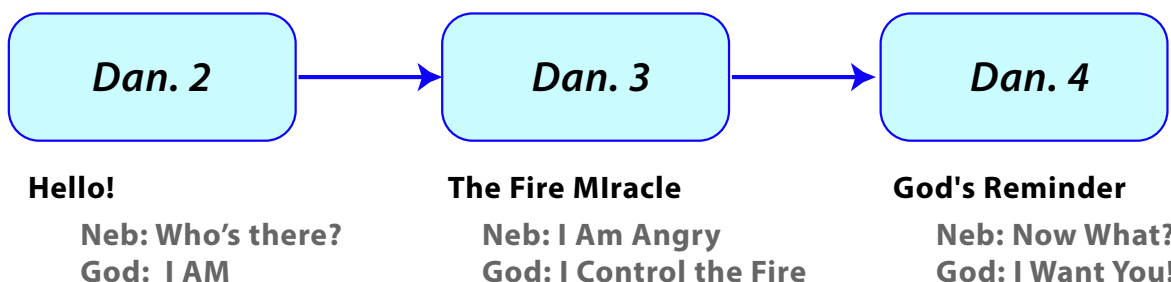 Dan. 2
Dan. 3
Dan. 4
Hello!
Neb: Who's there?
God:  I AM
The Fire MIracle
Neb: I Am Angry
God: I Control the Fire
God's Reminder
Neb: Now What?
God: I Want You!